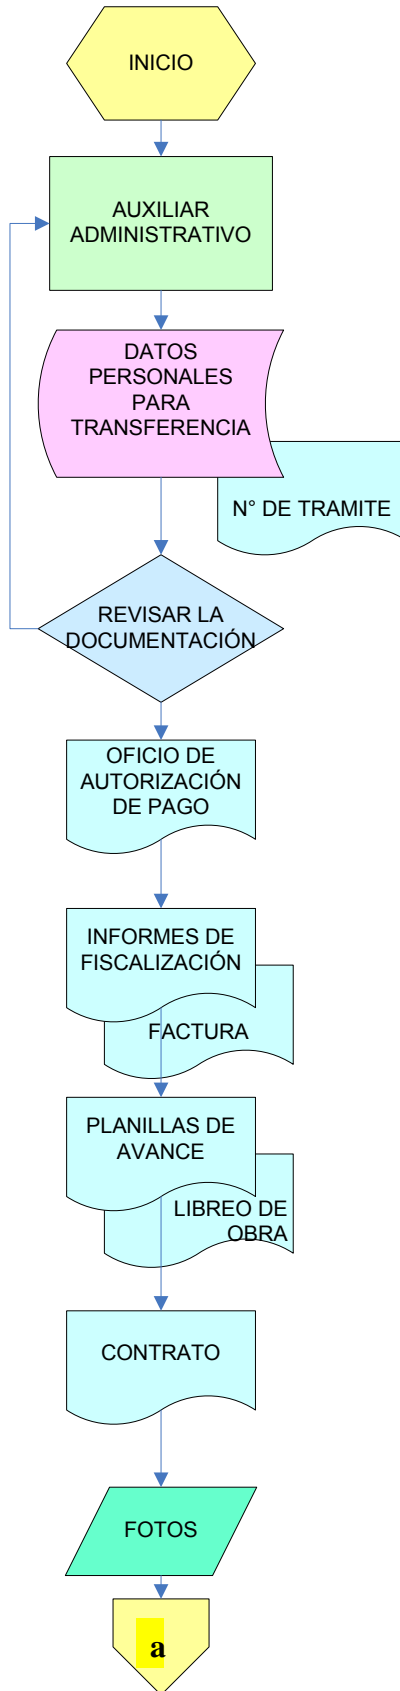 INICIO
AUXILIAR
ADMINISTRATIVO
DATOS
PERSONALES
PARA
TRANSFERENCIA
N° DE TRAMITE
REVISAR LA
DOCUMENTACIÓN
OFICIO DE
AUTORIZACIÓN
DE PAGO
INFORMES DE
FISCALIZACIÓN
FACTURA
PLANILLAS DE
AVANCE
LIBREO DE
OBRA
CONTRATO
FOTOS
a